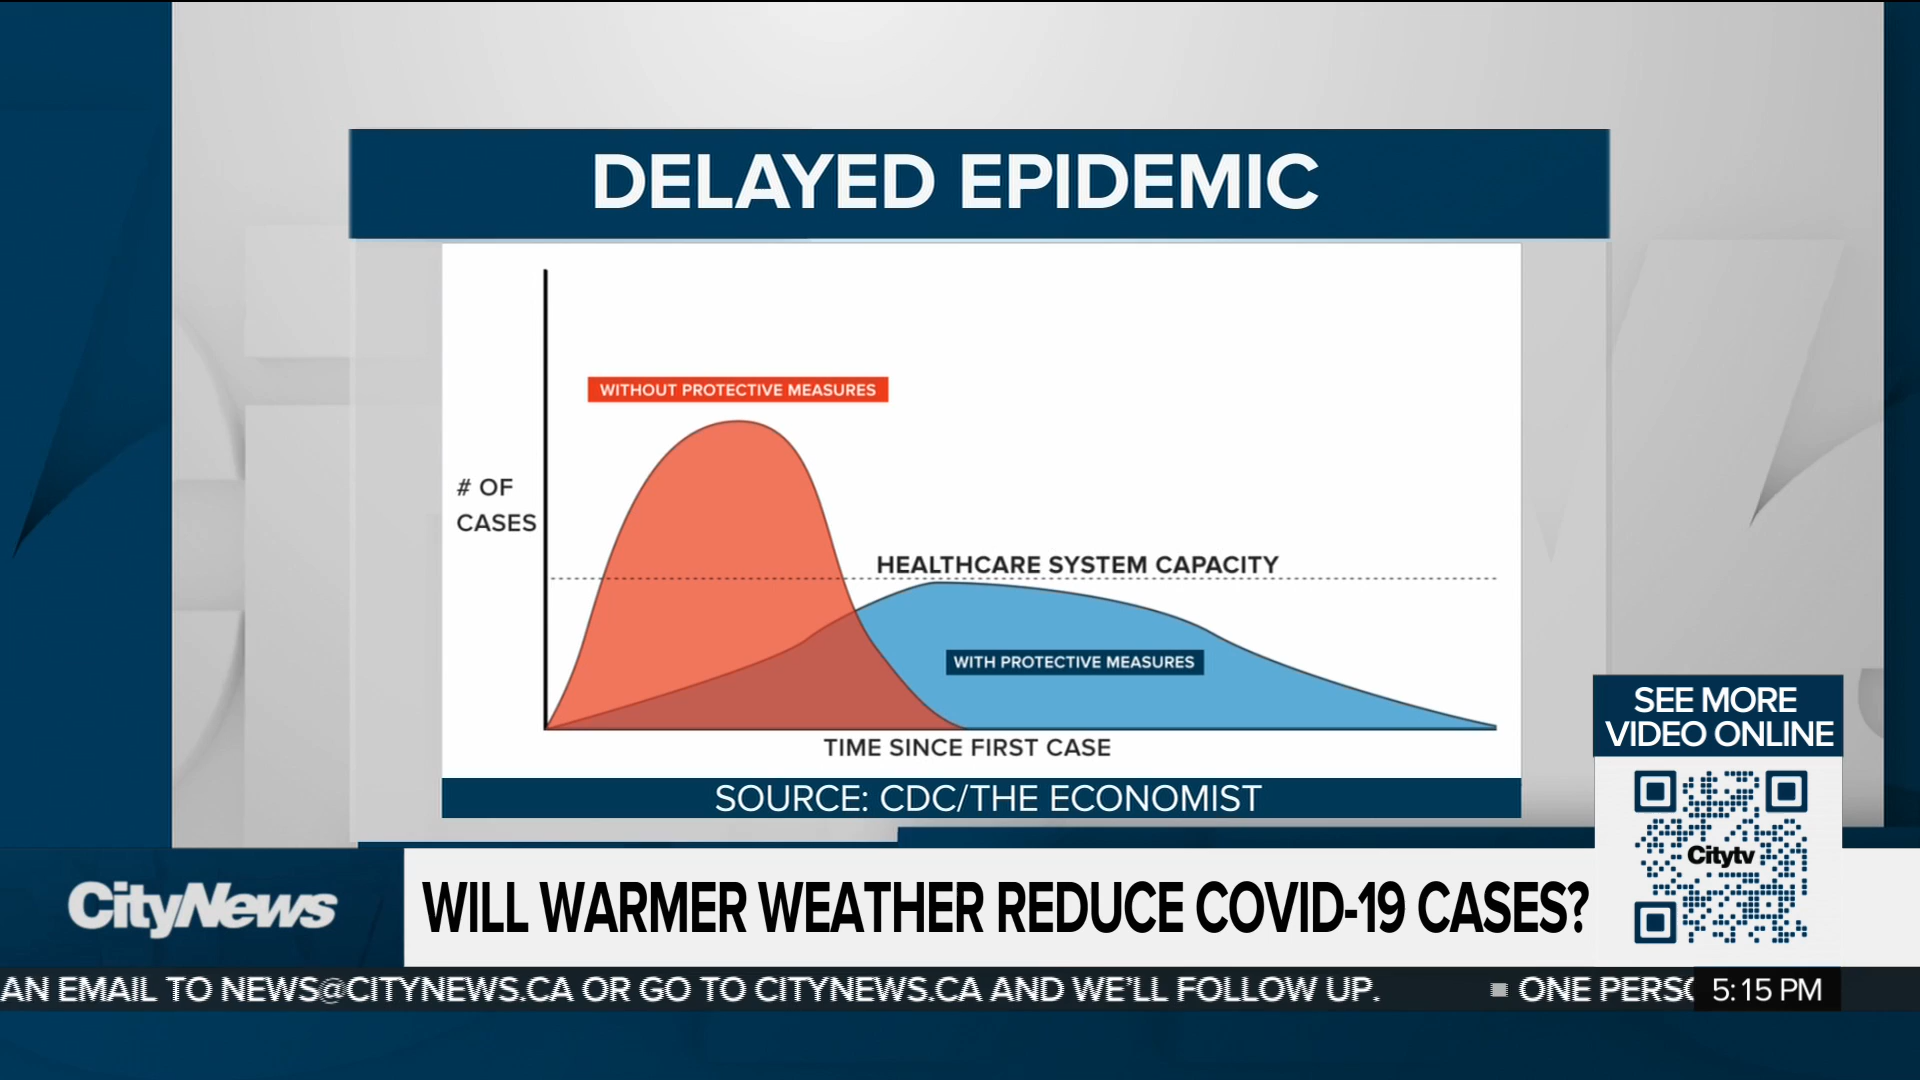 DELAYED EPIDEMIC
WITHOUT PROTECTIVE MEASURES
# OF
CASES
HEALTHCARE SYSTEM CAPACITY
WITH PROTECTIVE MEASURES
TIME SINCE FIRST CASE
SOURCE: CDC/THE ECONOMIST
SEE MORE
VIDEO ONLINE
Citytv
CityNews
WILL WARMER WEATHER REDUCE COVID-19 CASES?
AN EMAIL TO NEWS@CITYNEWS.CA OR GO TO CITYNEWS.CA AND WE'LL FOLLOW UP. ONE PERSO
5:15 PM